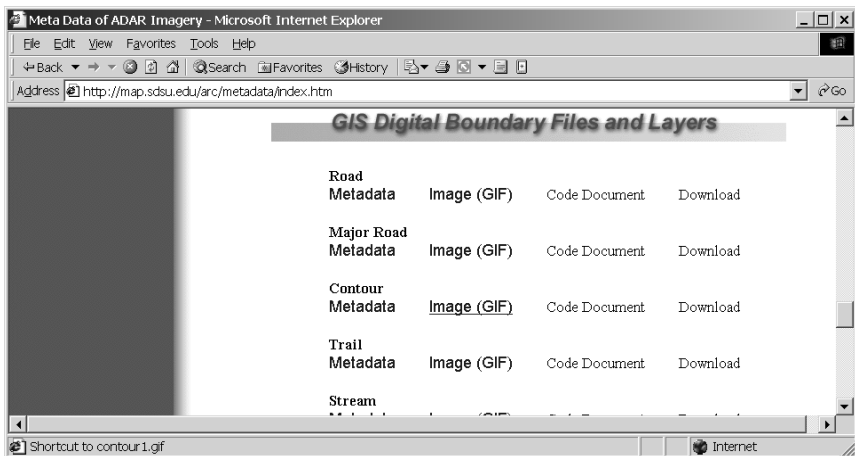 Meta Data of ADAR Imagery - Microsoft Internet Explorer
File Edit View Favorites Tools Help
Back Search Favorites History
Address http://map.sdsu.edu/arc/metadata/index.htm Go
GIS Digital Boundary Files and Layers
Road
Metadata Image (GIF) Code Document Download
Major Road
Metadata Image (GIF) Code Document Download
Contour
Metadata Image (GIF) Code Document Download
Trail
Metadata Image (GIF) Code Document Download
Stream
Shortcut to contour1.gif Internet